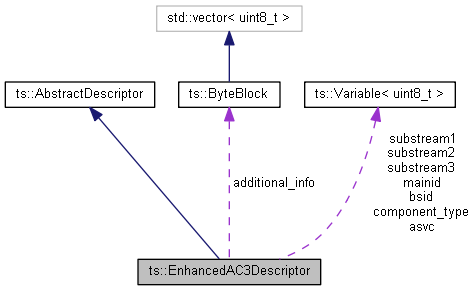 std::vector< uint8_t >
ts::AbstractDescriptor
ts::ByteBlock
ts::Variable< uint8_t >
additional_info
substream1
substream2
substream3
mainid
bsid
component_type
asvc
ts::EnhancedAC3Descriptor